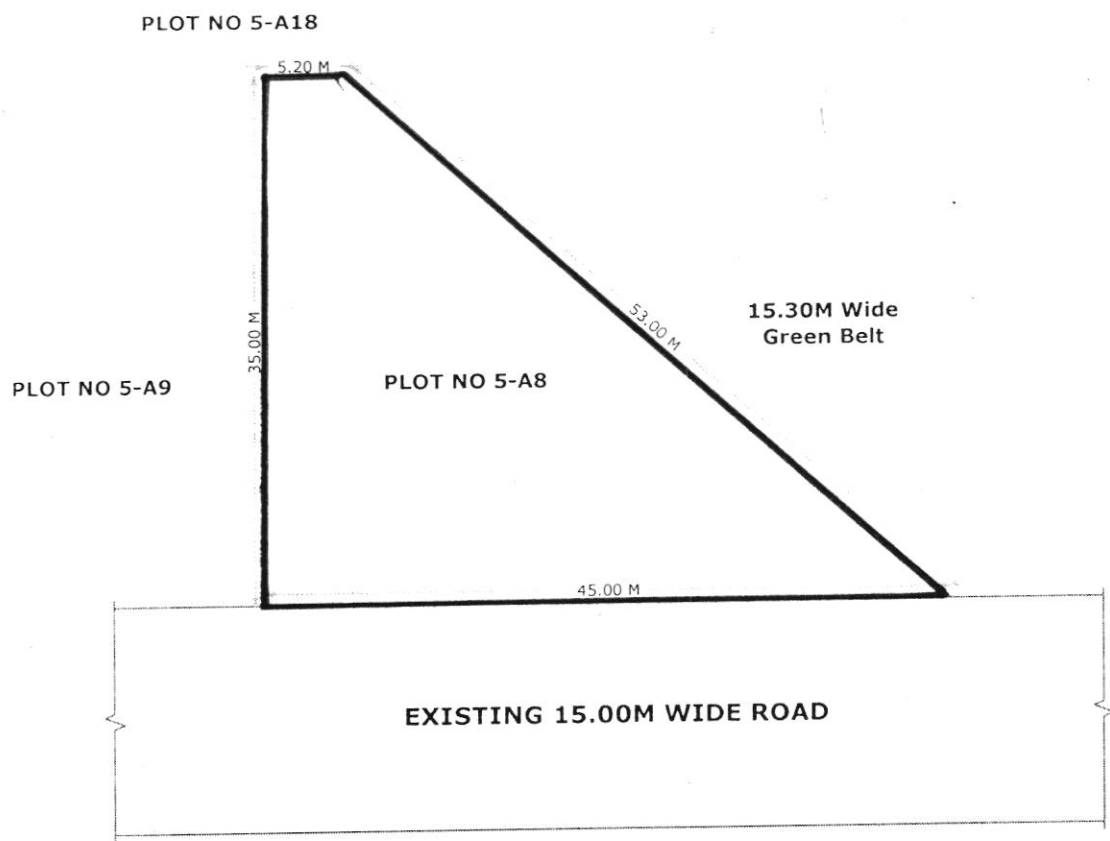 PLOT NO 5-A18
5.20 M
35.00 M
53.00 M
15.30M Wide
Green Belt
PLOT NO 5-A9
PLOT NO 5-A8
45.00 M
EXISTING 15.00M WIDE ROAD